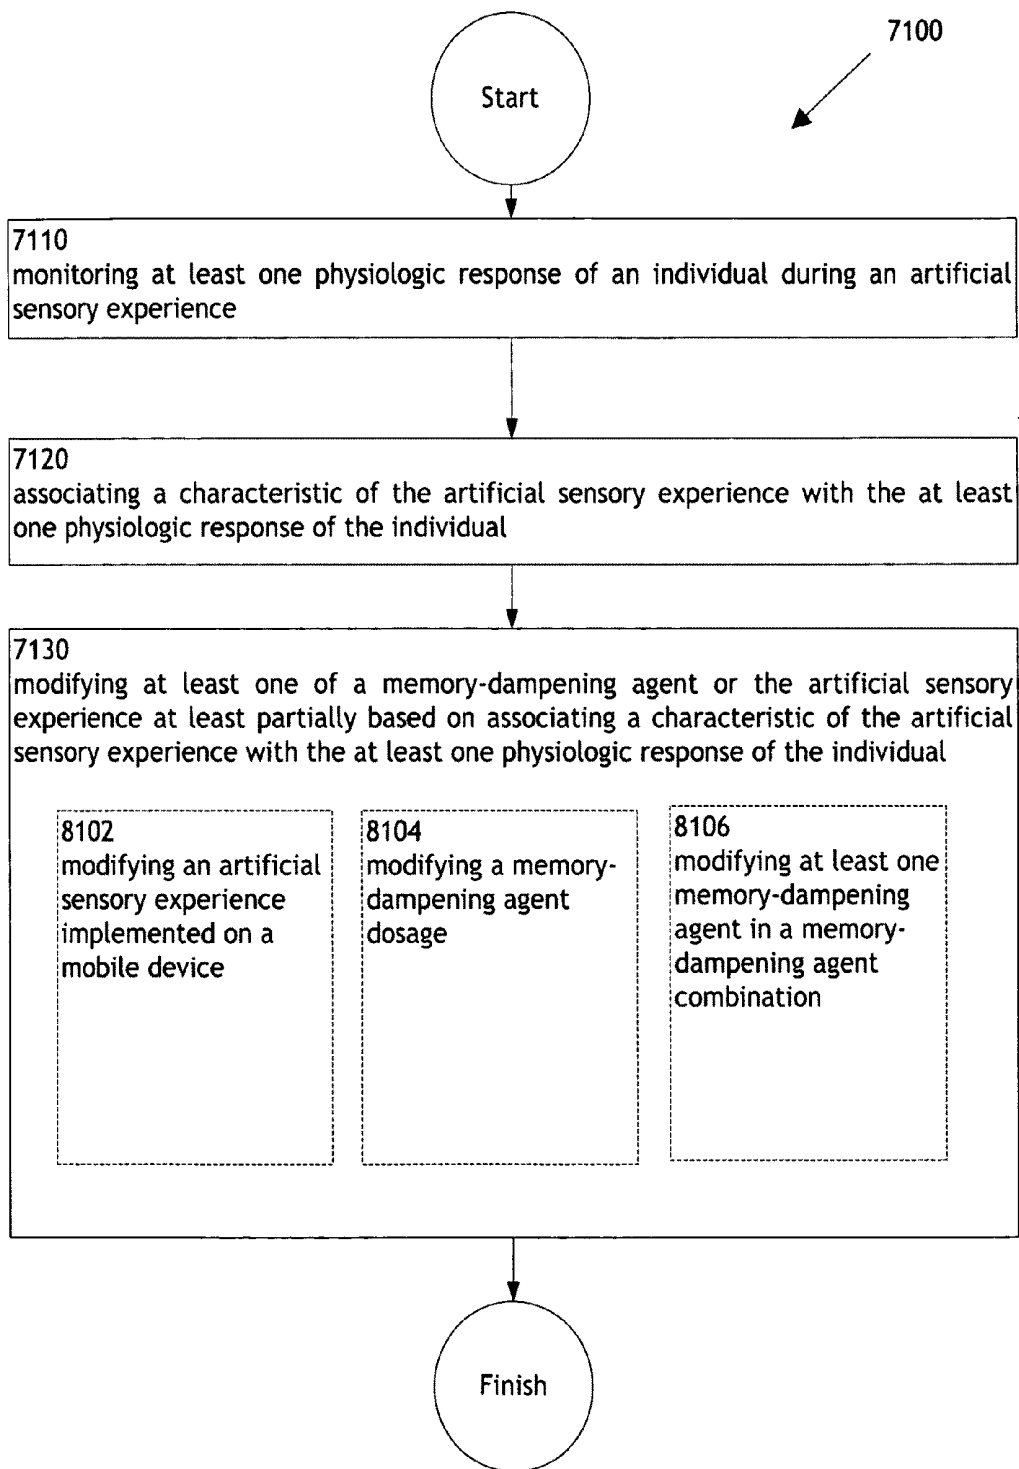 7100
Start
7110
monitoring at least one physiologic response of an individual during an artificial
sensory experience
7120
associating a characteristic of the artificial sensory experience with the at least
one physiologic response of the individual
7130
modifying at least one of a memory-dampening agent or the artificial sensory
experience at least partially based on associating a characteristic of the artificial
sensory experience with the at least one physiologic response of the individual
8102
modifying an artificial
sensory experience
implemented on a
mobile device
8104
modifying a memory-
dampening agent
dosage
8106
modifying at least one
memory-dampening
agent in a memory-
dampening agent
combination
Finish